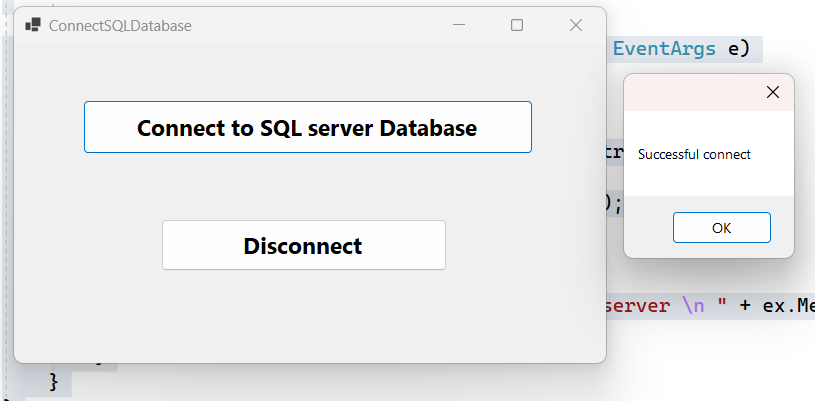 ConnectSQLDatabase
EventArgs e)
Connect to SQL server Database
Successful connect
);
Disconnect
OK
server \n " + ex.Me
}